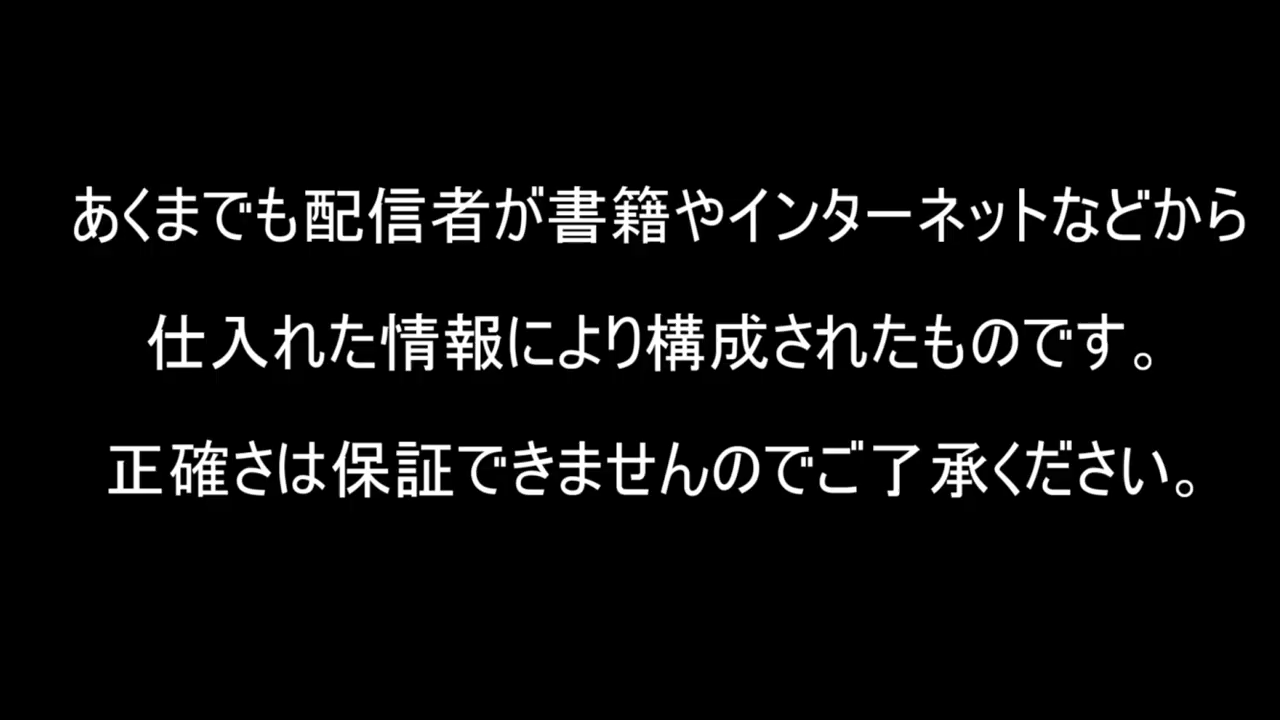 あくまでも配信者が書籍やインターネットなどから
仕入れた情報により構成されたものです。
正確さは保証できませんのでご了承ください。